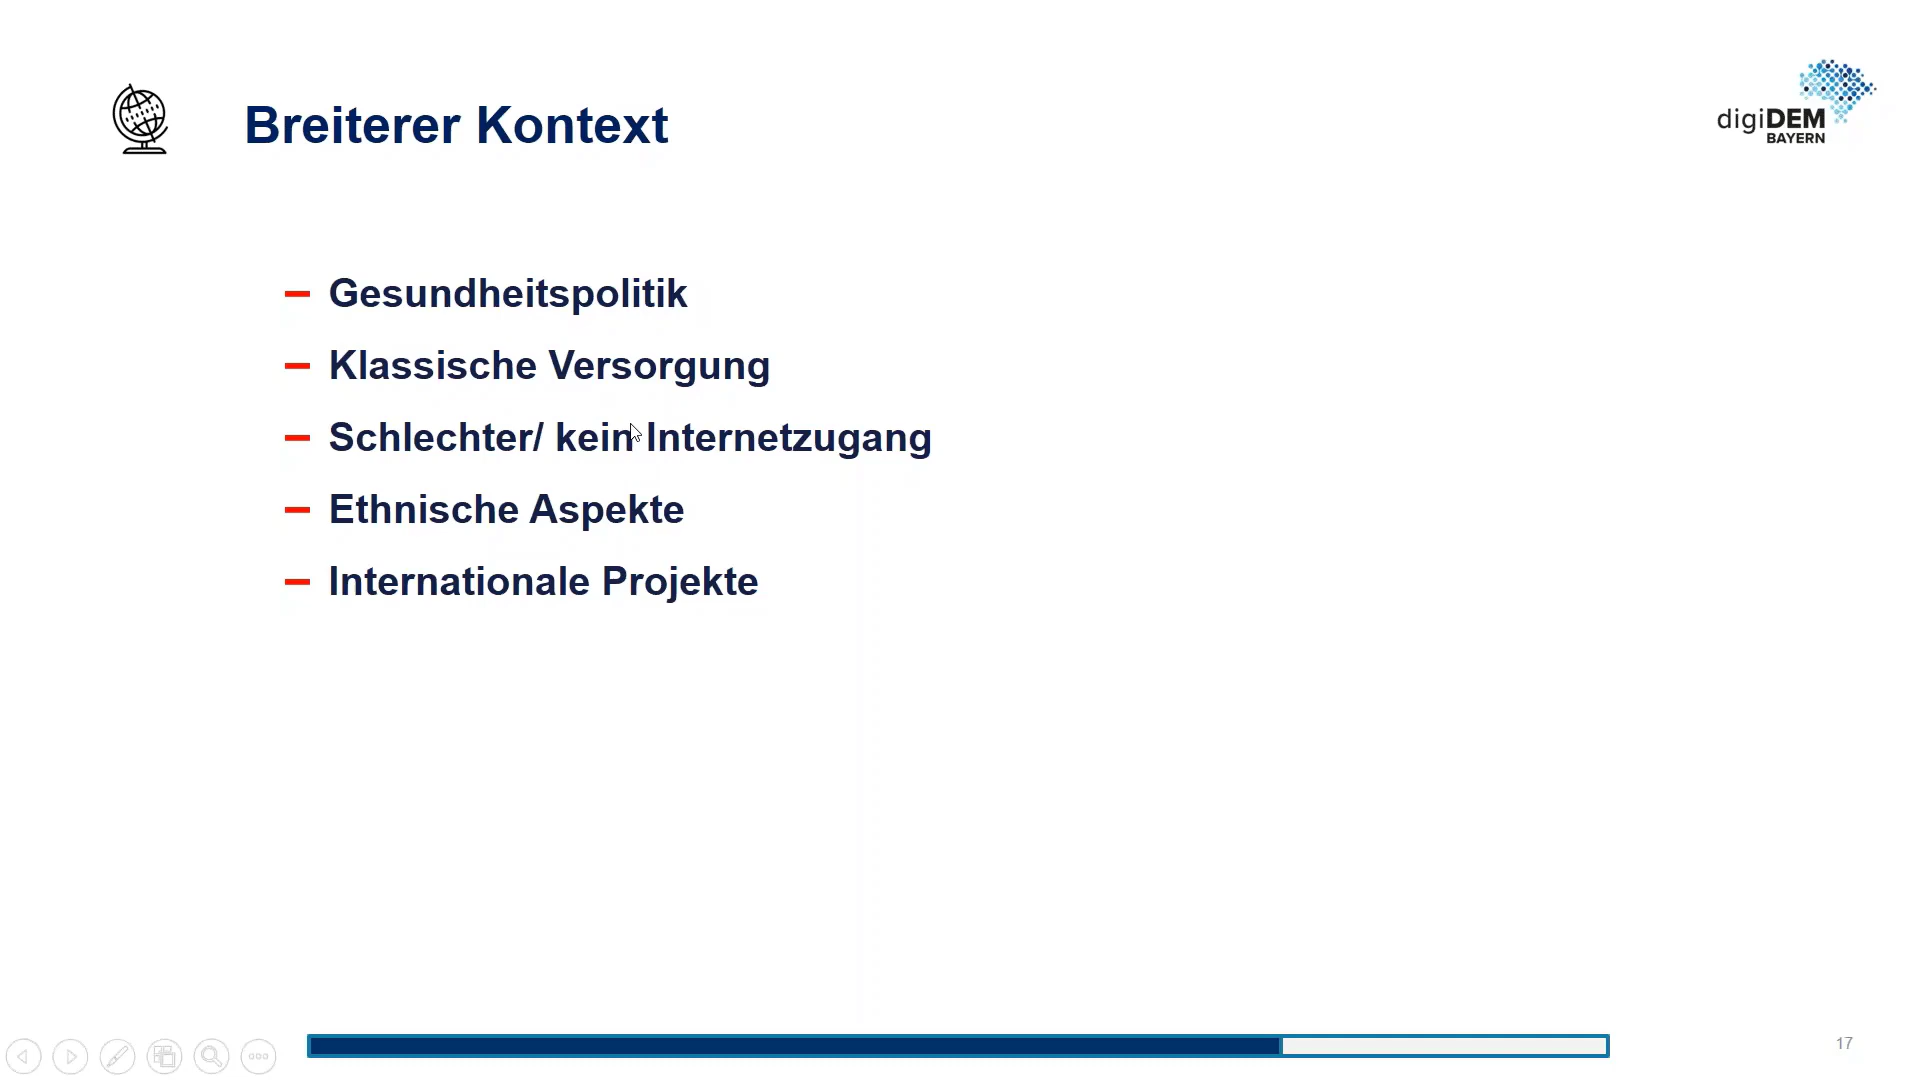 Breiterer Kontext
digiDEM
BAYERN
– Gesundheitspolitik
– Klassische Versorgung
– Schlechter/ kein Internetzugang
– Ethnische Aspekte
– Internationale Projekte
17